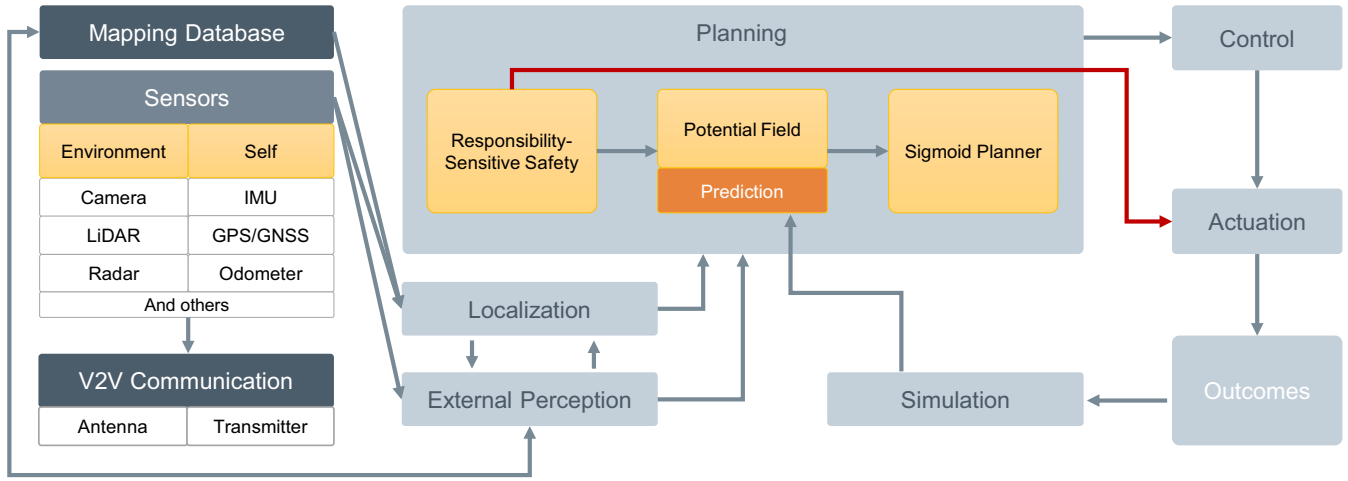 Mapping Database
Sensors
Environment
Self
Camera
IMU
LiDAR
GPS/GNSS
Radar
Odometer
And others
V2V Communication
Antenna
Transmitter
Planning
Responsibility-
Sensitive Safety
Potential Field
Prediction
Sigmoid Planner
Localization
External Perception
Simulation
Control
Actuation
Outcomes